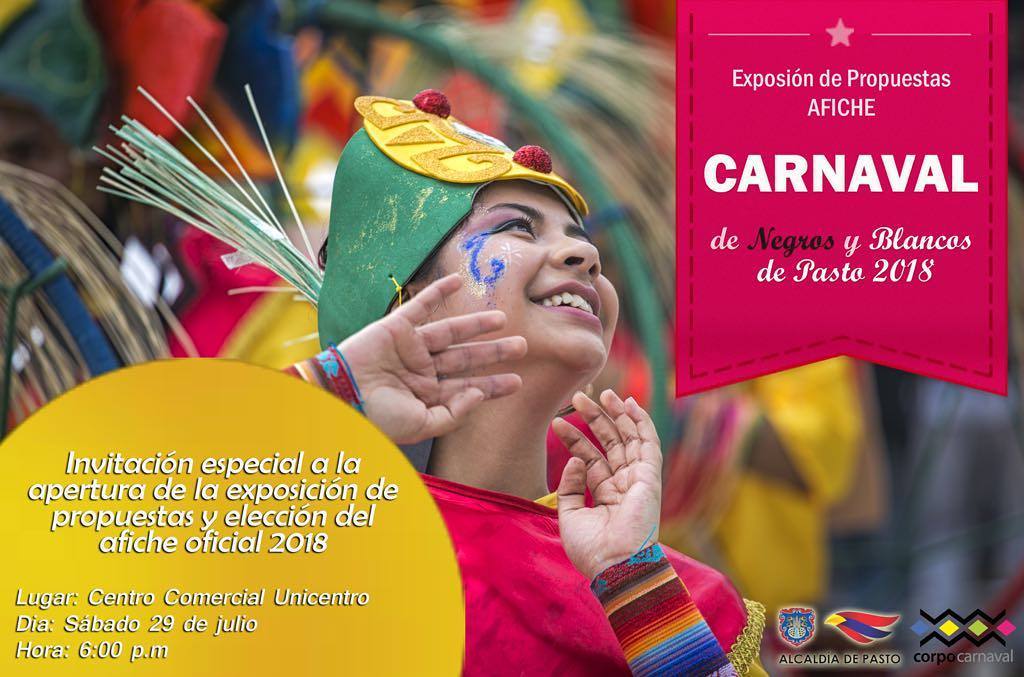 Exposión de Propuestas
AFICHE
CARNAVAL
de Negros y Blancos
de Pasto 2018
Invitación especial a la
apertura de la exposición de
propuestas y elección del
afiche oficial 2018
Lugar: Centro Comercial Unicentro
Dia: Sábado 29 de julio
Hora: 6:00 p.m
ALCALDÍA DE PASTO
corpocarnaval